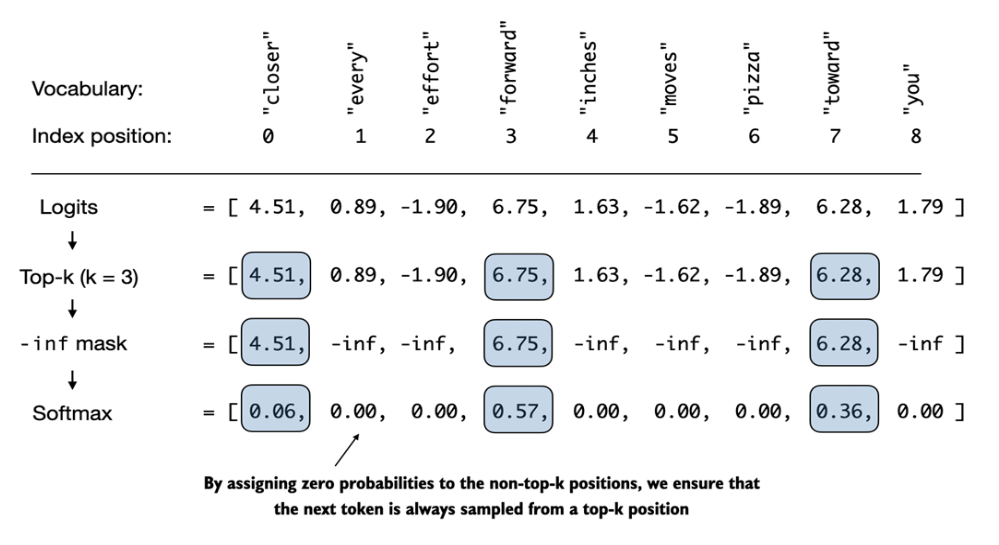 Vocabulary: "closer" "every" "effort" "forward" "inches" "moves" "pizza" "toward" "you"
Index position: 0 1 2 3 4 5 6 7 8
Logits = [ 4.51, 0.89, -1.90, 6.75, 1.63, -1.62, -1.89, 6.28, 1.79 ]
Top-k (k = 3) = [ 4.51, 0.89, -1.90, 6.75, 1.63, -1.62, -1.89, 6.28, 1.79 ]
-inf mask = [ 4.51, -inf, -inf, 6.75, -inf, -inf, -inf, 6.28, -inf ]
Softmax = [ 0.06, 0.00, 0.00, 0.57, 0.00, 0.00, 0.00, 0.36, 0.00 ]
By assigning zero probabilities to the non-top-k positions, we ensure that
the next token is always sampled from a top-k position